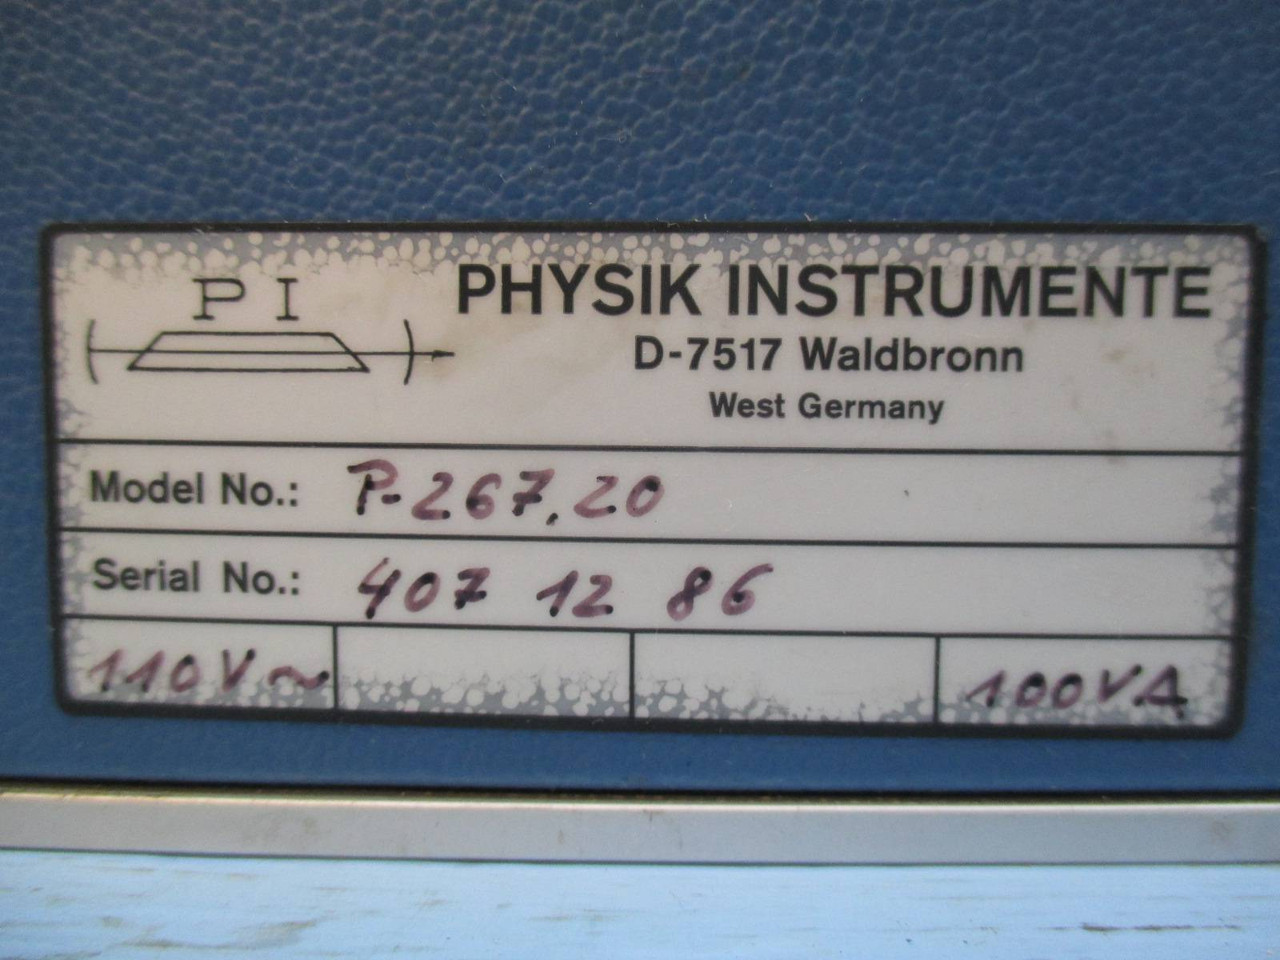 PI
PHYSIK INSTRUMENTE
D-7517 Waldbronn
West Germany
Model No.: P-267.20
Serial No.: 407 12 86
110V~ 100VA